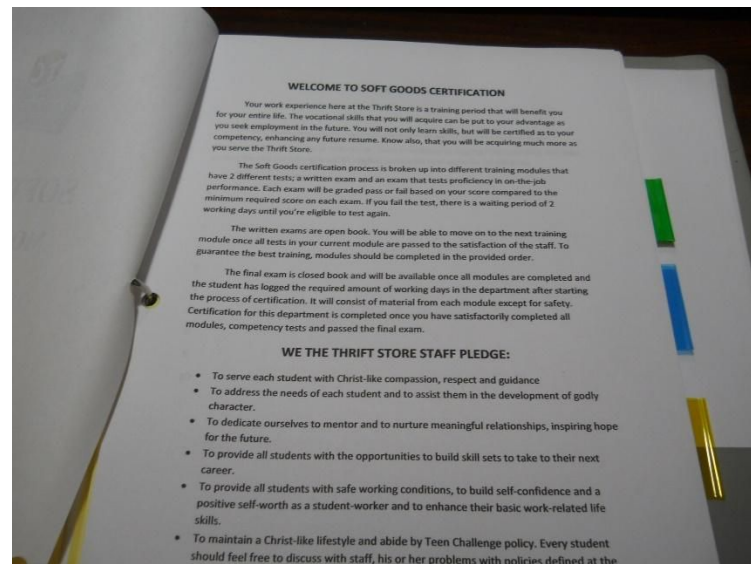 WELCOME TO SOFT GOODS CERTIFICATION
Your work experience here at the Thrift Store is a training period that will benefit you
for your entire life. The vocational skills that you will acquire can be put to your advantage as
you seek employment in the future. You will not only learn skills, but will be certified as to your
competency, enhancing any future resume. Know also, that you will be acquiring much more as
you serve the Thrift Store.
The Soft Goods certification process is broken up into different training modules that
have 2 different tests; a written exam and an exam that tests proficiency in on-the-job
performance. Each exam will be graded pass or fail based on your score compared to the
minimum required score on each exam. If you fail the test, there is a waiting period of 2
working days until you're eligible to test again.
The written exams are open book. You will be able to move on to the next training
module once all tests in your current module are passed to the satisfaction of the staff. To
guarantee the best training, modules should be completed in the provided order.
The final exam is closed book and will be available once all modules are completed and
the student has logged the required amount of working days in the department after starting
the process of certification. It will consist of material from each module except for safety.
Certification for this department is completed once you have satisfactorily completed all
modules, competency tests and passed the final exam.
WE THE THRIFT STORE STAFF PLEDGE:
• To serve each student with Christ-like compassion, respect and guidance
• To address the needs of each student and to assist them in the development of godly
character.
• To dedicate ourselves to mentor and to nurture meaningful relationships, inspiring hope
for the future.
• To provide all students with the opportunities to build skill sets to take to their next
career.
• To provide all students with safe working conditions, to build self-confidence and a
positive self-worth as a student-worker and to enhance their basic work-related life
skills.
• To maintain a Christ-like lifestyle and abide by Teen Challenge policy. Every student
should feel free to discuss with staff, his or her problems with policies defined at the